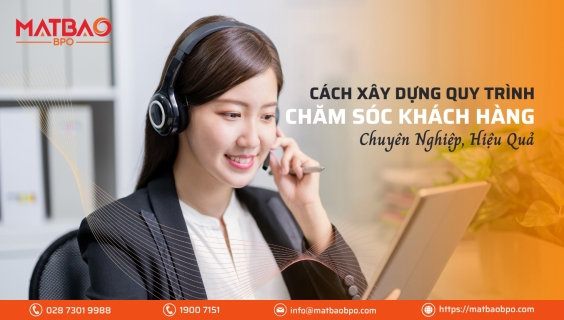 MATBAO
BPO
CÁCH XÂY DỰNG QUY TRÌNH
CHĂM SÓC KHÁCH HÀNG
Chuyên Nghiệp, Hiệu Quả
028 7301 9988
1900 7151
info@matbaobpo.com
https://matbaobpo.com